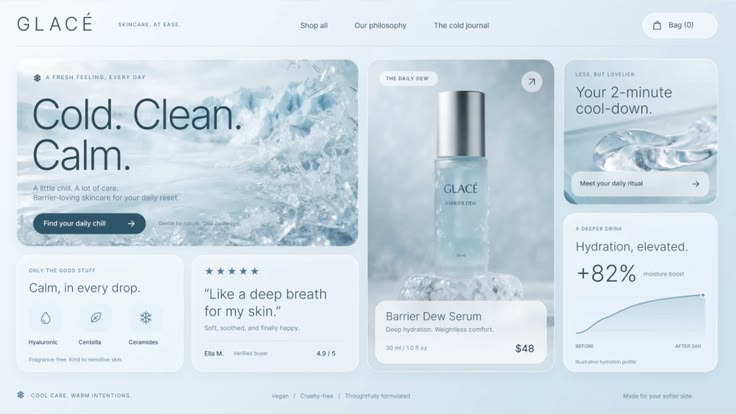 GLACÉ
SKINCARE, AT EASE.
Shop all
Our philosophy
The cold journal
Bag (0)
A FRESH FEELING, EVERY DAY
Cold. Clean.
Calm.
A little chill. A lot of care.
Barrier-loving skincare for your daily reset.
Find your daily chill
Gentle by nature.
THE DAILY DEW
GLACÉ
BARRIER DEW
30 ml
Barrier Dew Serum
Deep hydration. Weightless comfort.
30 ml / 1.0 fl oz
$48
LESS, BUT LOVELIER
Your 2-minute
cool-down.
Meet your daily ritual
ONLY THE GOOD STUFF
Calm, in every drop.
Hyaluronic
Centella
Ceramides
Fragrance-free. Kind to sensitive skin.
“Like a deep breath
for my skin.”
Soft, soothed, and finally happy.
Ella M.
Verified buyer
4.9 / 5
A DEEPER DRINK
Hydration, elevated.
+82%
moisture boost
BEFORE
AFTER 24H
Illustrative hydration profile
COOL CARE. WARM INTENTIONS.
Vegan / Cruelty-free / Thoughtfully formulated
Made for your softer side.